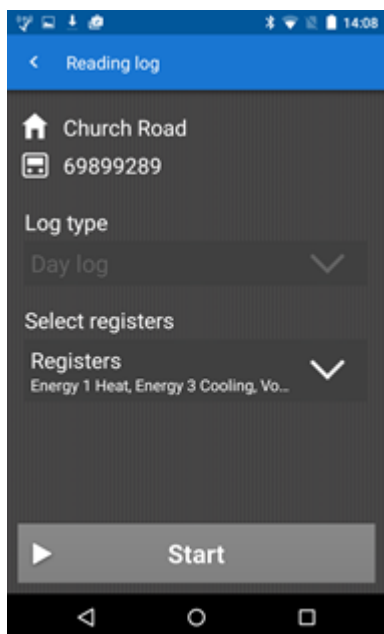 14:08
Reading log
Church Road
69899289
Log type
Day log
Select registers
Registers
Energy 1 Heat, Energy 3 Cooling, Vo...
Start